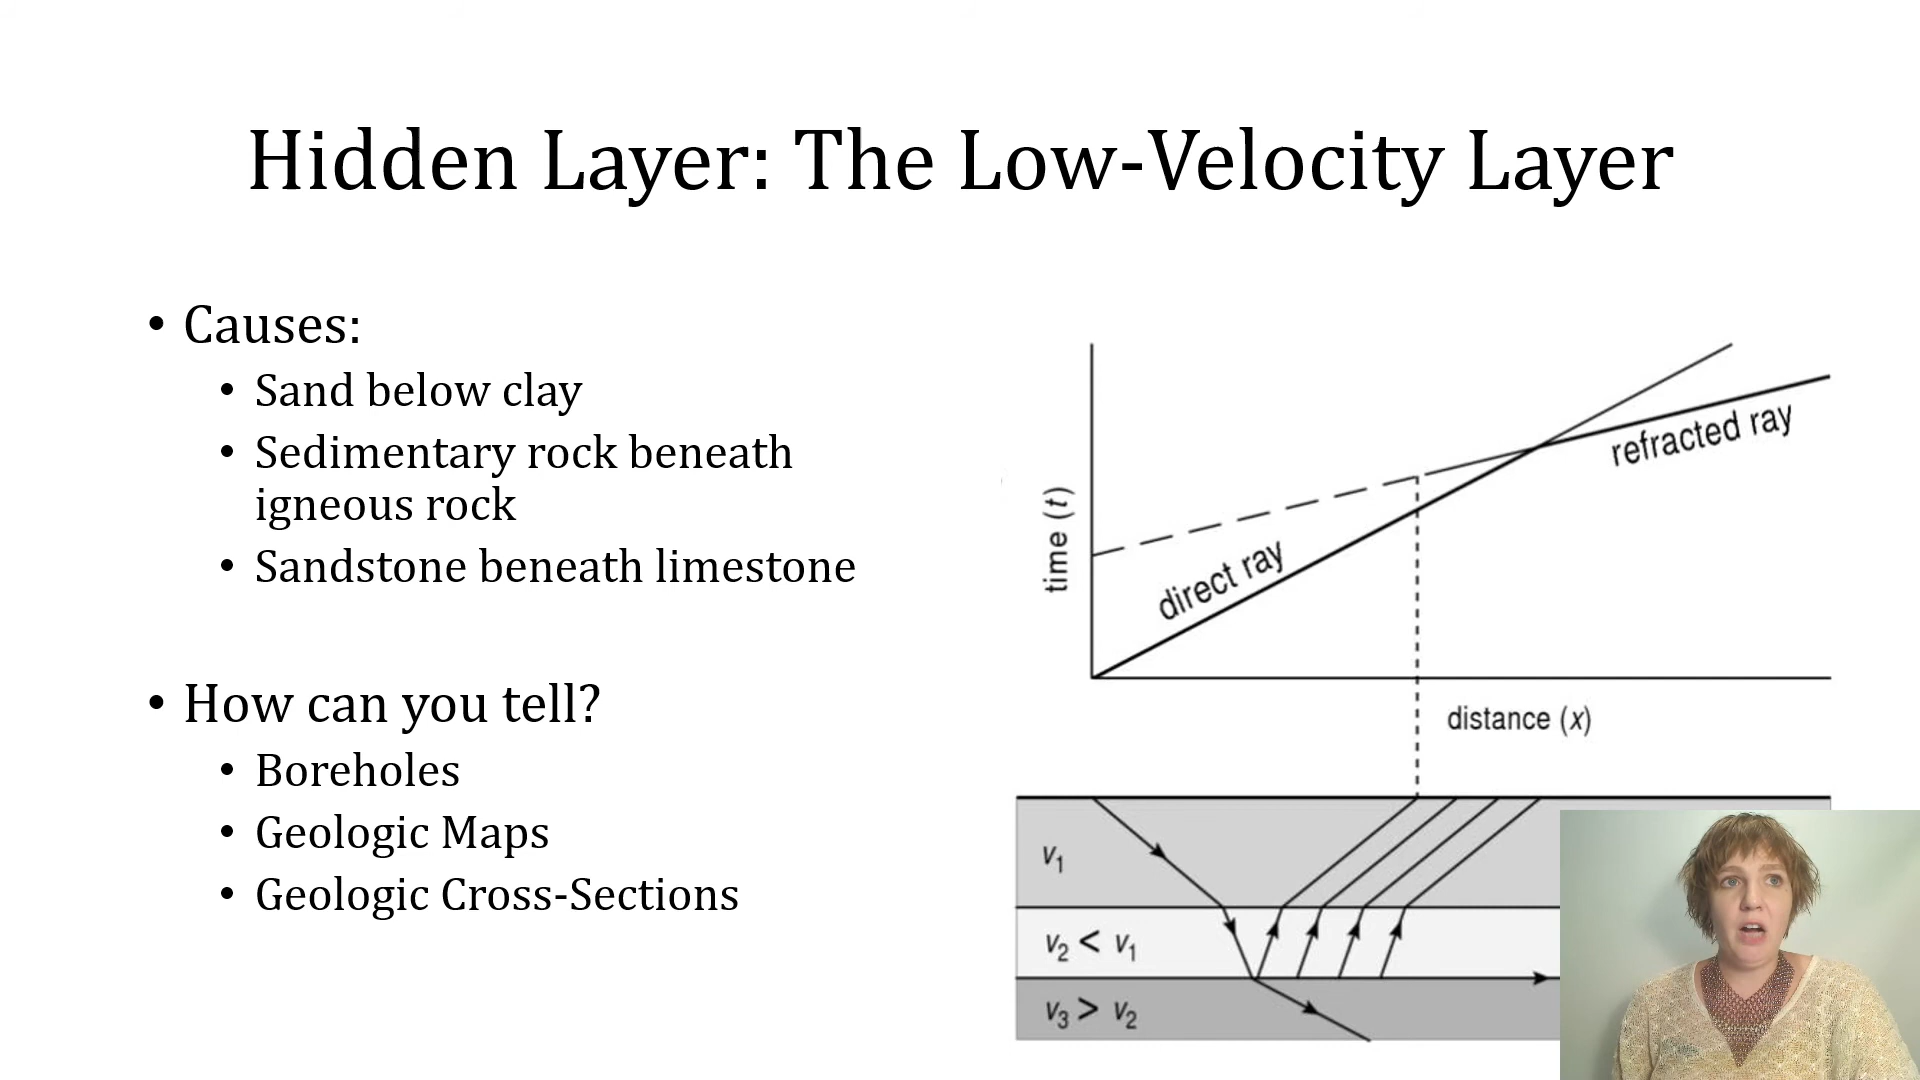 Hidden Layer: The Low-Velocity Layer
• Causes:
• Sand below clay
• Sedimentary rock beneath
igneous rock
• Sandstone beneath limestone
• How can you tell?
• Boreholes
• Geologic Maps
• Geologic Cross-Sections
time (t)
direct ray
refracted ray
distance (x)
v₁
v₂ < v₁
v₃ > v₂